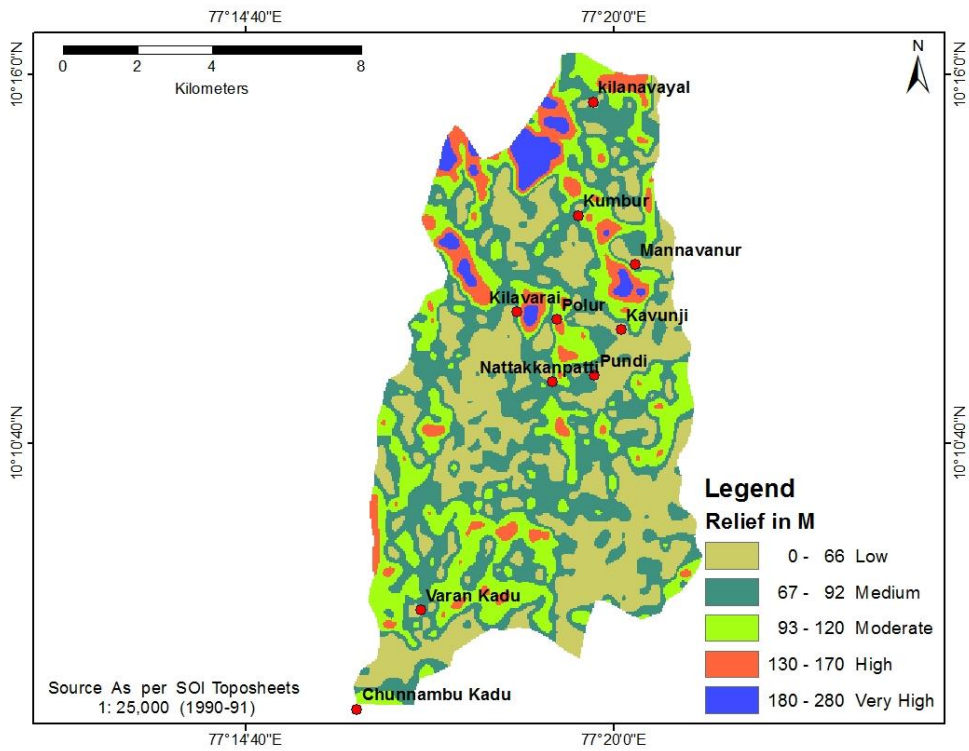 77°14'40"E 77°20'0"E
10°16'0"N 10°16'0"N
N
0 2 4 8
Kilometers
kilanavayal
Kumbur
Mannavanur
Kilavarai
Polur
Kavunji
Nattakkanpatti
Pundi
10°10'40"N 10°10'40"N
Legend
Relief in M
0 - 66 Low
67 - 92 Medium
93 - 120 Moderate
130 - 170 High
180 - 280 Very High
Varan Kadu
Chunnambu Kadu
Source As per SOI Toposheets
1: 25,000 (1990-91)
77°14'40"E 77°20'0"E